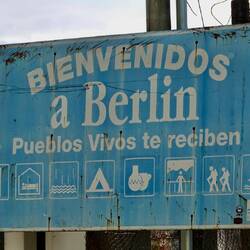 BIENVENIDOS
a Berlin
Pueblos Vivos te reciben